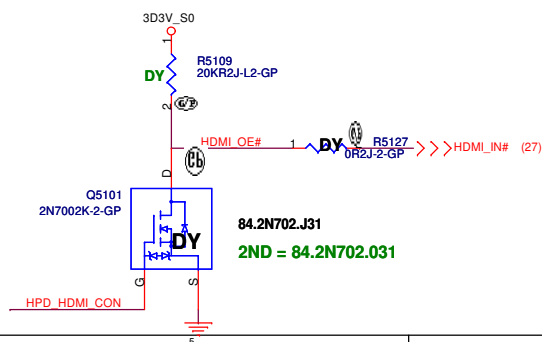 3D3V_S0
1
R5109
20KR2J-L2-GP
DY
2
G/P
HDMI_OE#
1
DY
R5127
0R2J-2-GP
HDMI_IN# (27)
Cb
D
Q5101
2N7002K-2-GP
DY
84.2N702.J31
2ND = 84.2N702.031
G
S
HPD_HDMI_CON